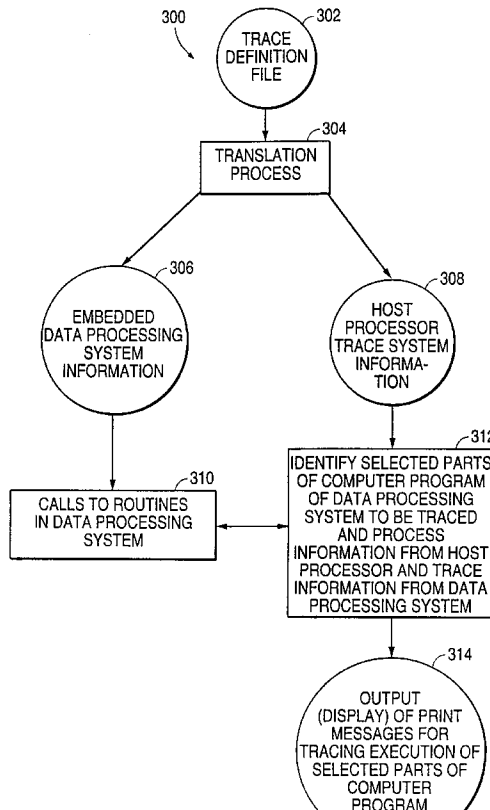 300
302
TRACE
DEFINITION
FILE
304
TRANSLATION
PROCESS
306
EMBEDDED
DATA PROCESSING
SYSTEM
INFORMATION
308
HOST
PROCESSOR
TRACE SYSTEM
INFORMA-
TION
310
CALLS TO ROUTINES
IN DATA PROCESSING
SYSTEM
312
IDENTIFY SELECTED PARTS
OF COMPUTER PROGRAM
OF DATA PROCESSING
SYSTEM TO BE TRACED
AND PROCESS
INFORMATION FROM HOST
PROCESSOR AND TRACE
INFORMATION FROM DATA
PROCESSING SYSTEM
314
OUTPUT
(DISPLAY) OF PRINT
MESSAGES FOR
TRACING EXECUTION OF
SELECTED PARTS OF
COMPUTER
PROGRAM